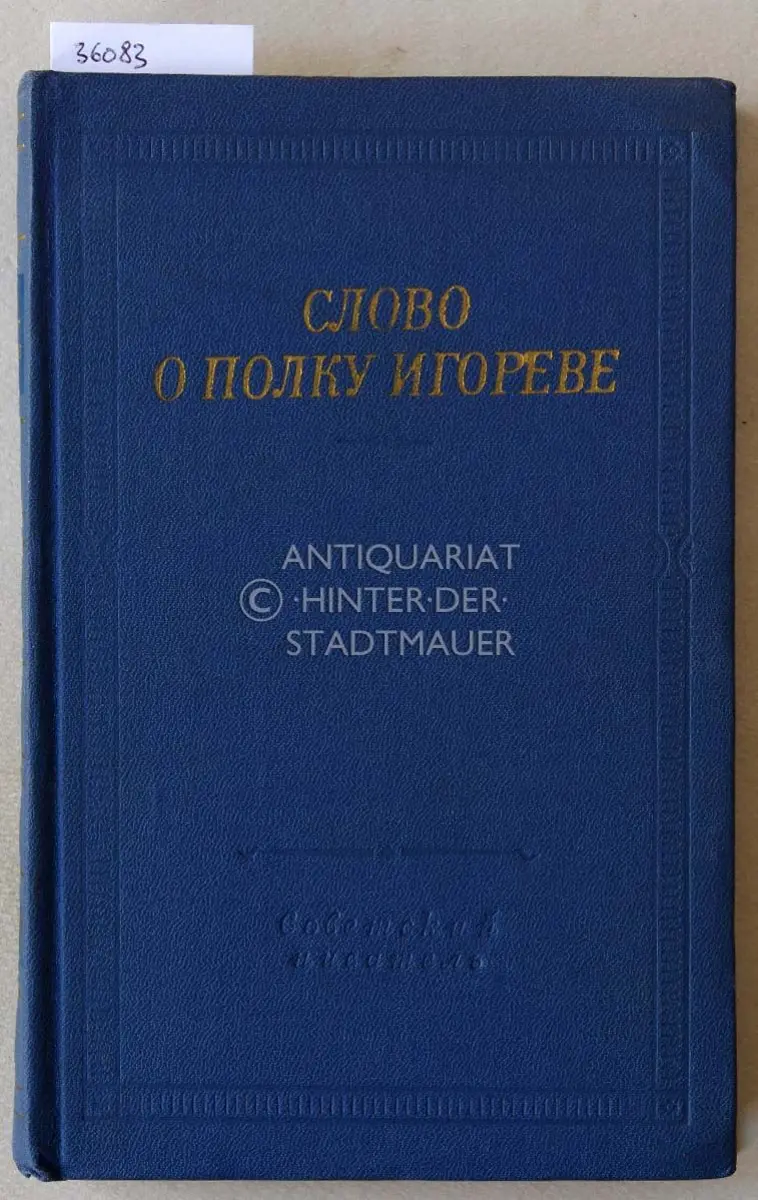 36083
СЛОВО
О ПОЛКУ ИГОРЕВЕ
ANTIQUARIAT
© ·HINTER·DER·
STADTMAUER
Советский
писатель